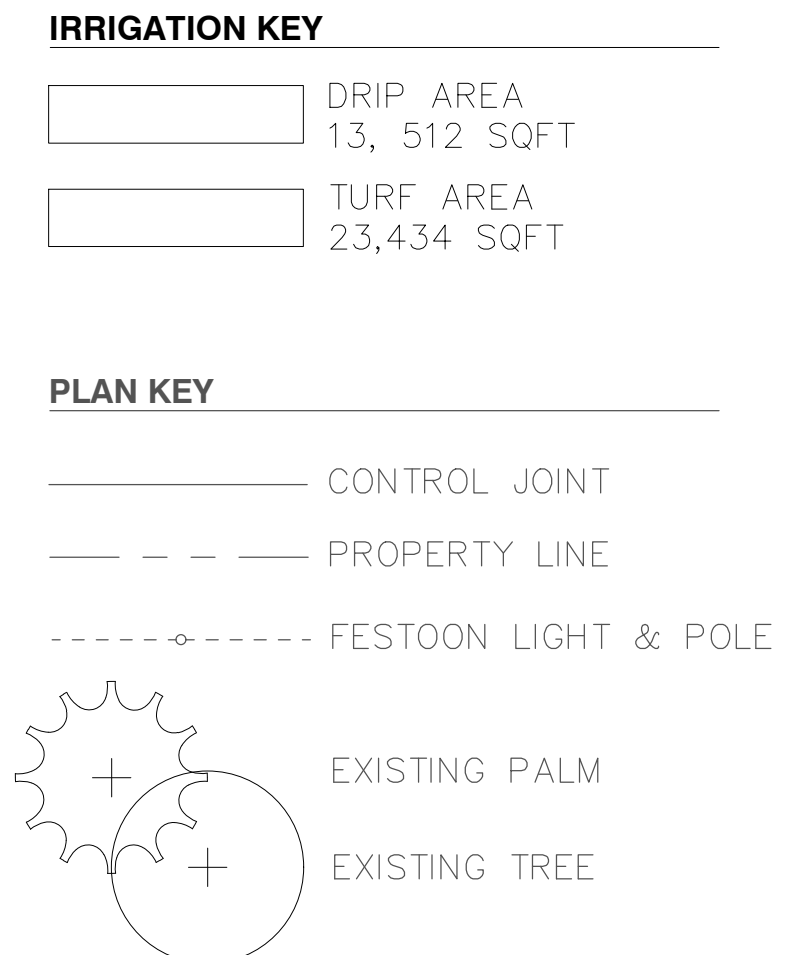 IRRIGATION KEY
DRIP AREA
13, 512 SQFT
TURF AREA
23,434 SQFT
PLAN KEY
CONTROL JOINT
PROPERTY LINE
FESTOON LIGHT & POLE
EXISTING PALM
EXISTING TREE